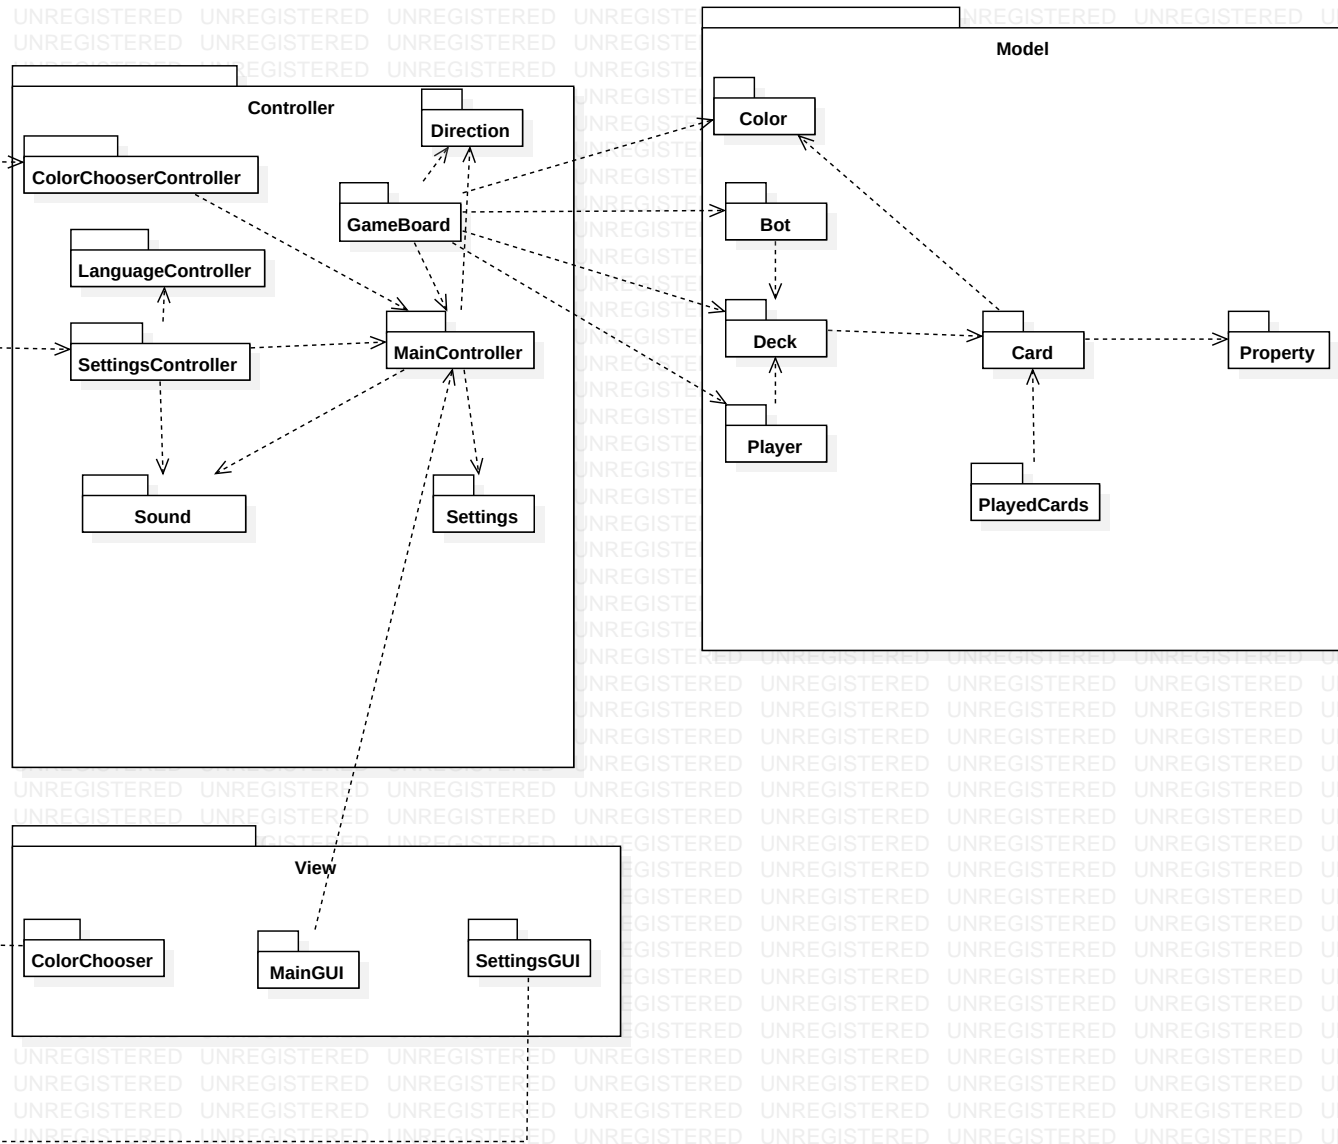 Model
Controller
Color
Direction
ColorChooserController
GameBoard
Bot
LanguageController
Deck
Card
Property
SettingsController
MainController
Player
PlayedCards
Sound
Settings
View
ColorChooser
MainGUI
SettingsGUI
UNREGISTERED